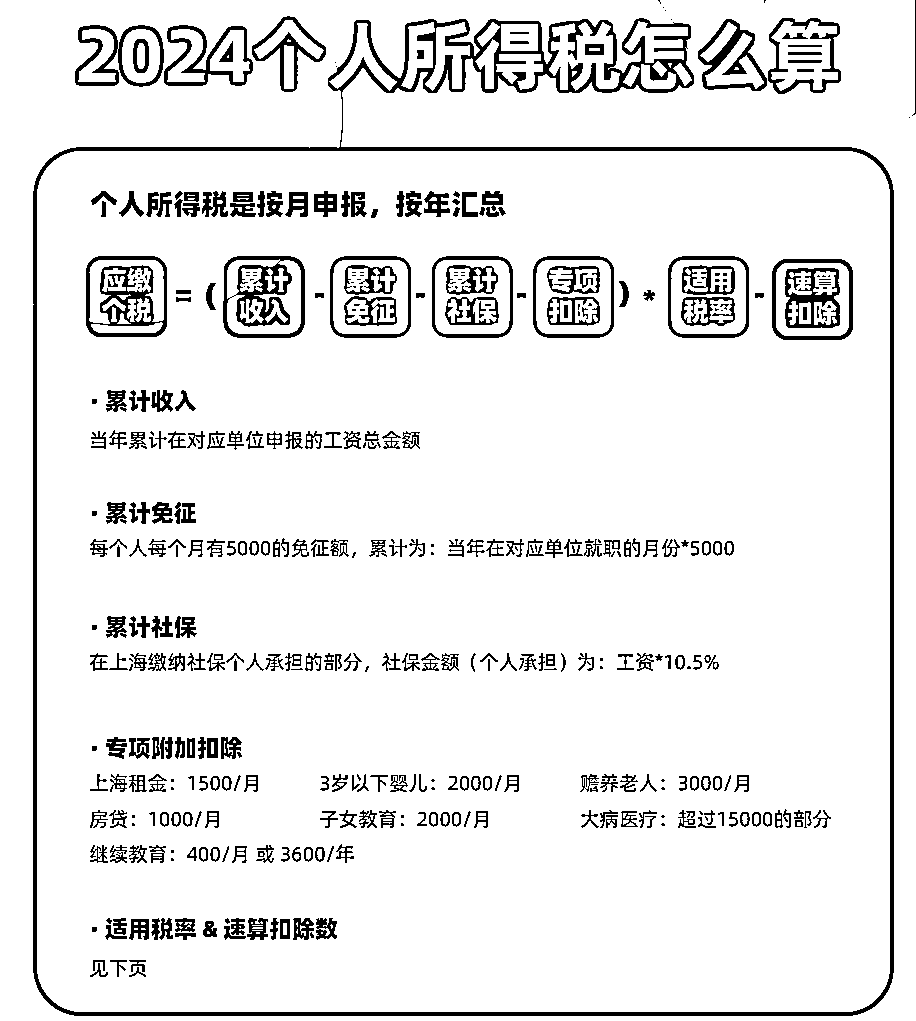 2024个人所得税怎么算
个人所得税是按月申报，按年汇总
应缴个税 = ( 累计收入 - 累计免征 - 累计社保 - 专项扣除 ) * 适用税率 - 速算扣除
· 累计收入
当年累计在对应单位申报的工资总金额
· 累计免征
每个人每个月有5000的免征额，累计为：当年在对应单位就职的月份*5000
· 累计社保
在上海缴纳社保个人承担的部分，社保金额（个人承担）为：工资*10.5%
· 专项附加扣除
上海租金：1500/月 3岁以下婴儿：2000/月 赡养老人：3000/月
房贷：1000/月 子女教育：2000/月 大病医疗：超过15000的部分
继续教育：400/月 或 3600/年
· 适用税率 & 速算扣除数
见下页